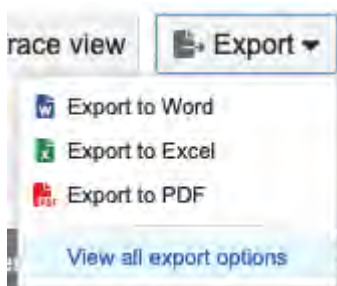 race view
Export
Export to Word
Export to Excel
Export to PDF
View all export options